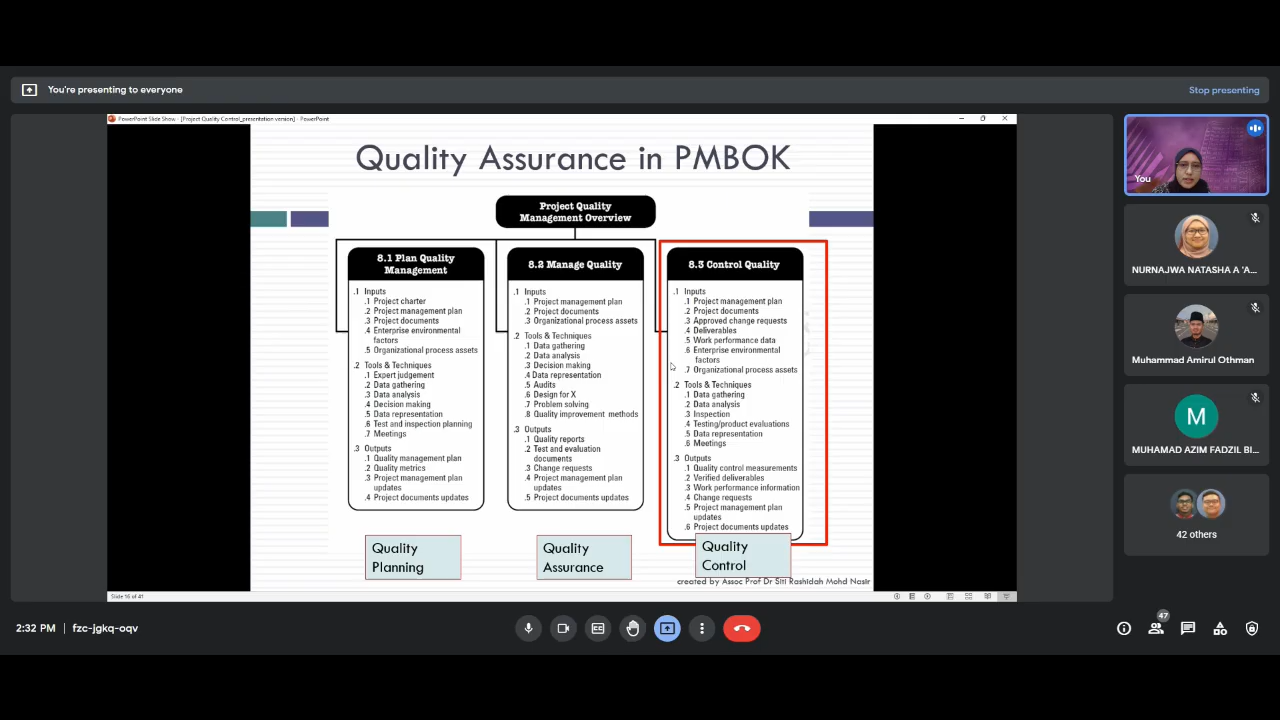 You're presenting to everyone
Stop presenting
PowerPoint Slide Show - [Project Quality Control_presentation version] - PowerPoint
Quality Assurance in PMBOK
Project Quality
Management Overview
8.1 Plan Quality
Management
.1 Inputs
.1 Project charter
.2 Project management plan
.3 Project documents
.4 Enterprise environmental
factors
.5 Organizational process assets
.2 Tools & Techniques
.1 Expert judgement
.2 Data gathering
.3 Data analysis
.4 Decision making
.5 Data representation
.6 Test and inspection planning
.7 Meetings
.3 Outputs
.1 Quality management plan
.2 Quality metrics
.3 Project management plan
updates
.4 Project documents updates
Quality
Planning
8.2 Manage Quality
.1 Inputs
.1 Project management plan
.2 Project documents
.3 Organizational process assets
.2 Tools & Techniques
.1 Data gathering
.2 Data analysis
.3 Decision making
.4 Data representation
.5 Audits
.6 Design for X
.7 Problem solving
.8 Quality improvement methods
.3 Outputs
.1 Quality reports
.2 Test and evaluation
documents
.3 Change requests
.4 Project management plan
updates
.5 Project documents updates
Quality
Assurance
8.3 Control Quality
.1 Inputs
.1 Project management plan
.2 Project documents
.3 Approved change requests
.4 Deliverables
.5 Work performance data
.6 Enterprise environmental
factors
.7 Organizational process assets
.2 Tools & Techniques
.1 Data gathering
.2 Data analysis
.3 Inspection
.4 Testing/product evaluations
.5 Data representation
.6 Meetings
.3 Outputs
.1 Quality control measurements
.2 Verified deliverables
.3 Work performance information
.4 Change requests
.5 Project management plan
updates
.6 Project documents updates
Quality
Control
created by Assoc Prof Dr Siti Rashidah Mohd Nasir
Slide 16 of 41
You
NURNAJWA NATASHA A 'A...
Muhammad Amirul Othman
M
MUHAMAD AZIM FADZIL BI...
42 others
2:32 PM | fzc-jgkq-oqv
47